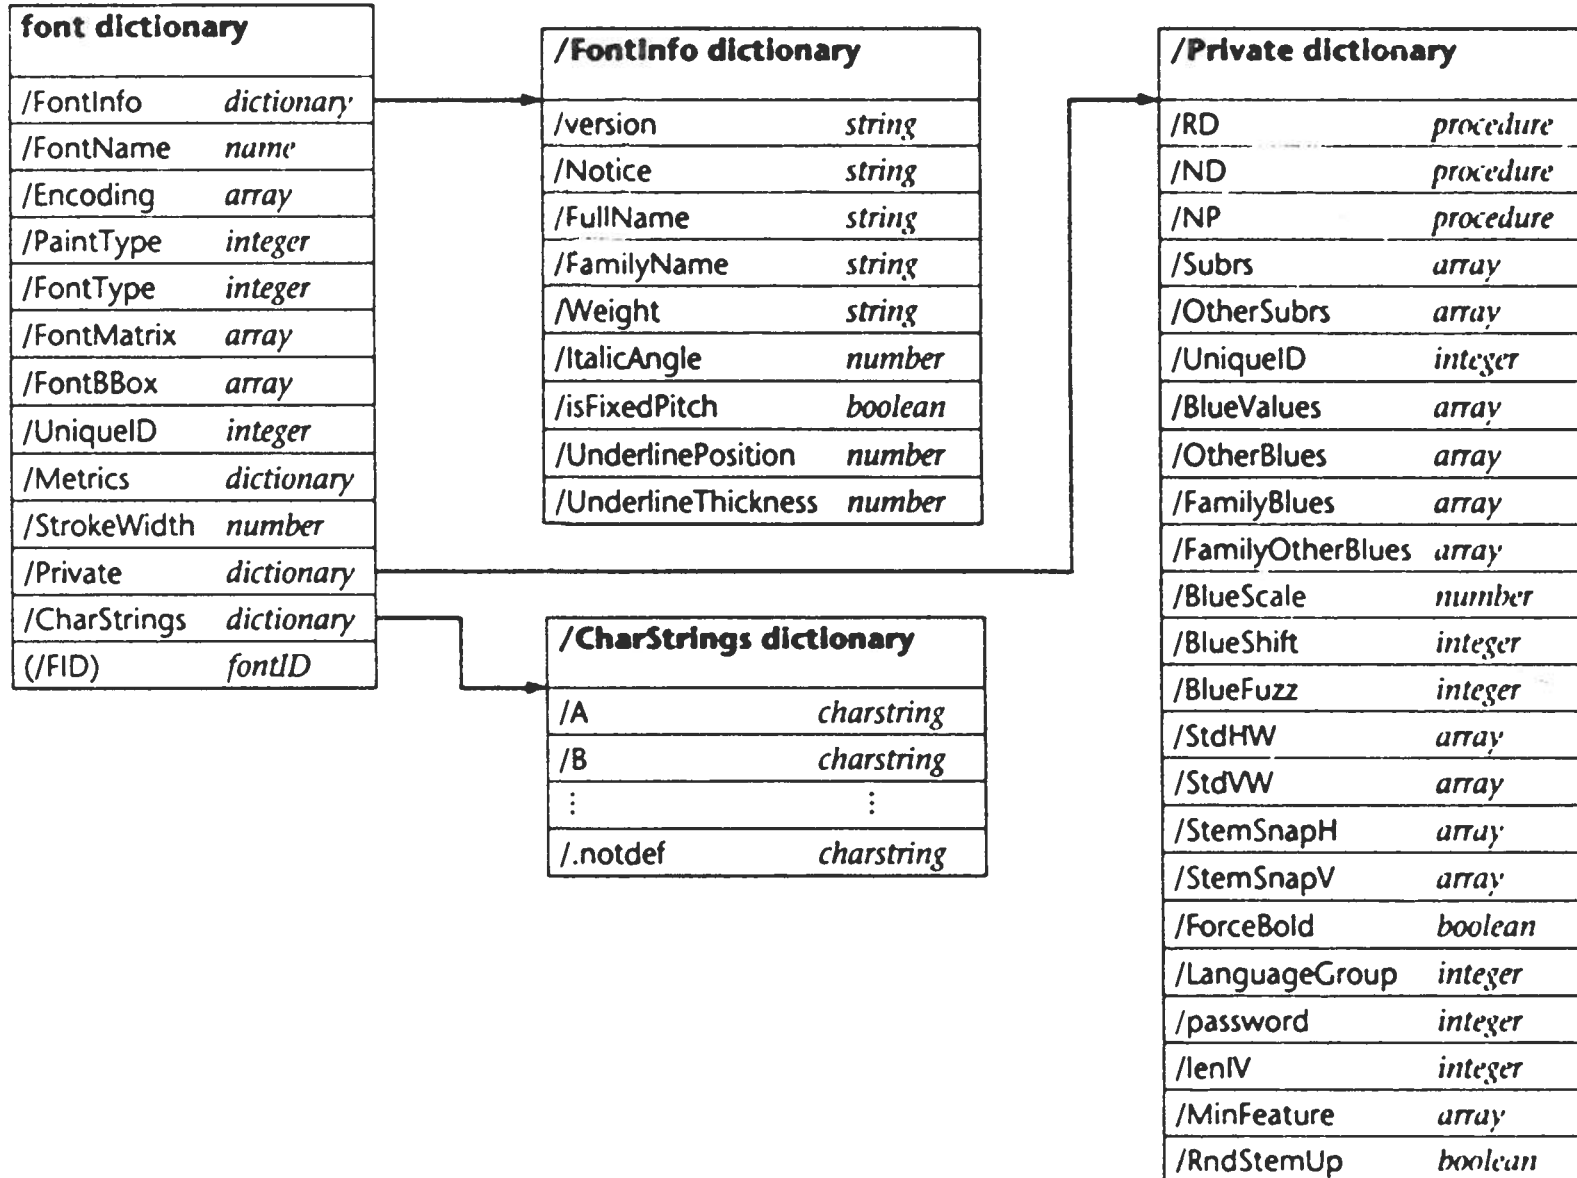 font dictionary
/FontInfo dictionary
/FontName name
/Encoding array
/PaintType integer
/FontType integer
/FontMatrix array
/FontBBox array
/UniqueID integer
/Metrics dictionary
/StrokeWidth number
/Private dictionary
/CharStrings dictionary
(/FID) fontID
/FontInfo dictionary
/version string
/Notice string
/FullName string
/FamilyName string
/Weight string
/ItalicAngle number
/isFixedPitch boolean
/UnderlinePosition number
/UnderlineThickness number
/CharStrings dictionary
/A charstring
/B charstring
⋮ ⋮
/.notdef charstring
/Private dictionary
/RD procedure
/ND procedure
/NP procedure
/Subrs array
/OtherSubrs array
/UniqueID integer
/BlueValues array
/OtherBlues array
/FamilyBlues array
/FamilyOtherBlues array
/BlueScale number
/BlueShift integer
/BlueFuzz integer
/StdHW array
/StdVW array
/StemSnapH array
/StemSnapV array
/ForceBold boolean
/LanguageGroup integer
/password integer
/lenIV integer
/MinFeature array
/RndStemUp boolean